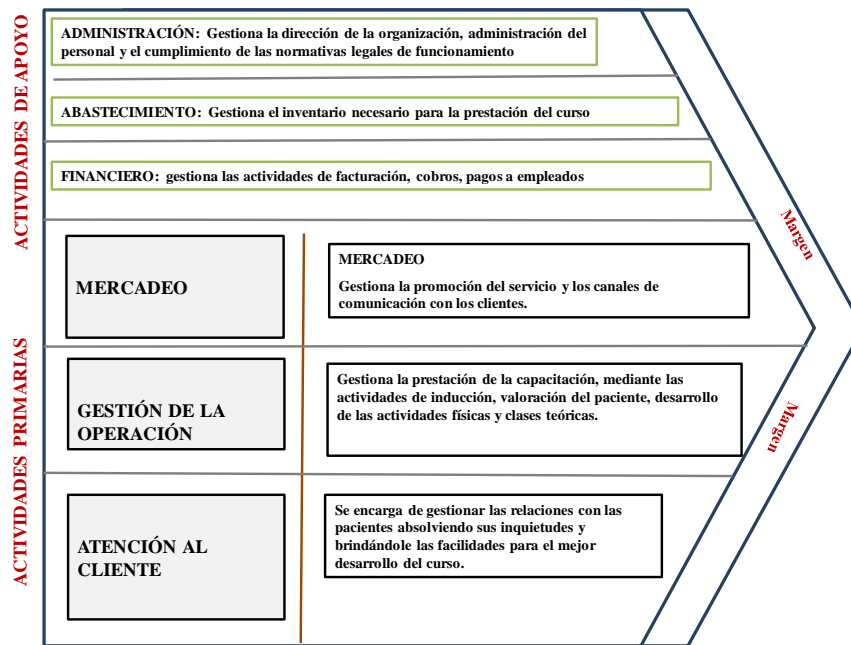 ACTIVIDADES DE APOYO
ADMINISTRACIÓN: Gestiona la dirección de la organización, administración del
personal y el cumplimiento de las normativas legales de funcionamiento
ABASTECIMIENTO: Gestiona el inventario necesario para la prestación del curso
FINANCIERO: gestiona las actividades de facturación, cobros, pagos a empleados
Margen
ACTIVIDADES PRIMARIAS
MERCADEO
MERCADEO
Gestiona la promoción del servicio y los canales de
comunicación con los clientes.
GESTIÓN DE LA
OPERACIÓN
Gestiona la prestación de la capacitación, mediante las
actividades de inducción, valoración del paciente, desarrollo
de las actividades físicas y clases teóricas.
Margen
ATENCIÓN AL
CLIENTE
Se encarga de gestionar las relaciones con las
pacientes absolviendo sus inquietudes y
brindándole las facilidades para el mejor
desarrollo del curso.